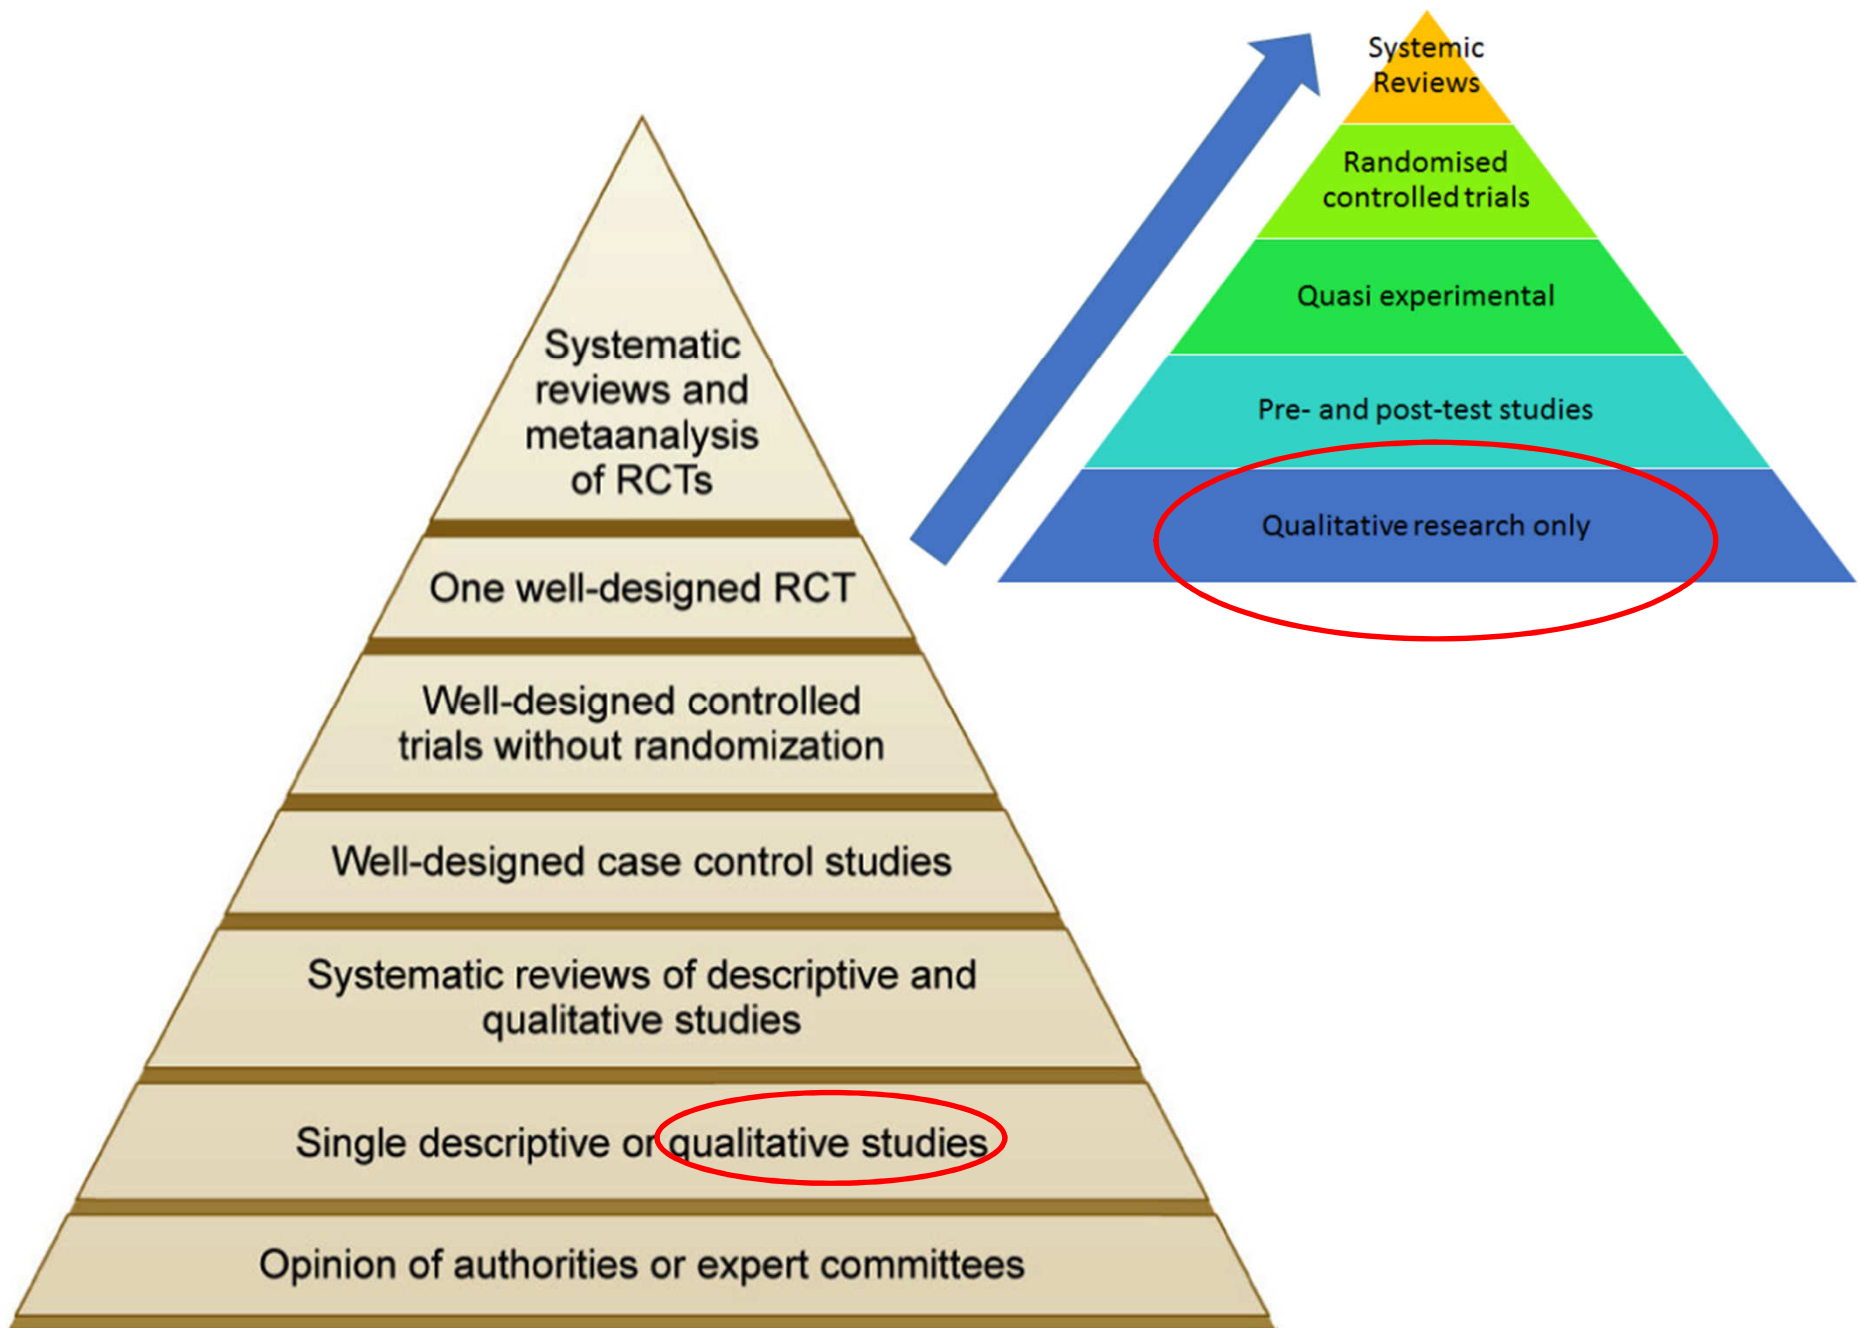 Systematic
reviews and
metaanalysis
of RCTs
One well-designed RCT
Well-designed controlled
trials without randomization
Well-designed case control studies
Systematic reviews of descriptive and
qualitative studies
Single descriptive or qualitative studies
Opinion of authorities or expert committees
Systemic
Reviews
Randomised
controlled trials
Quasi experimental
Pre- and post-test studies
Qualitative research only